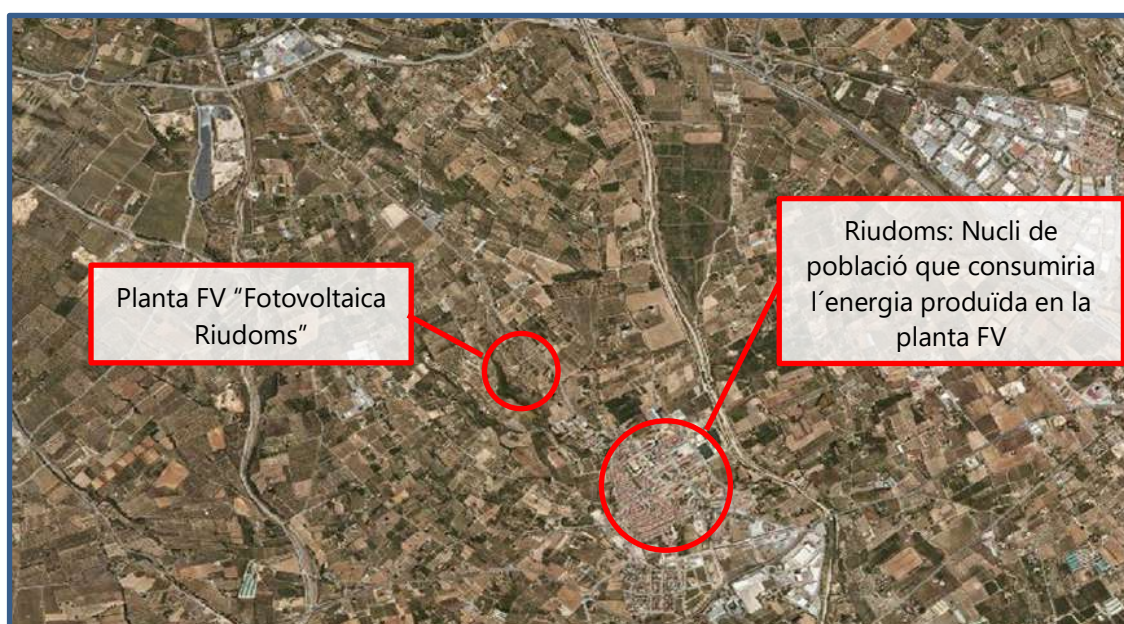 Planta FV “Fotovoltaica
Riudoms”
Riudoms: Nucli de
població que consumiria
l´energia produïda en la
planta FV